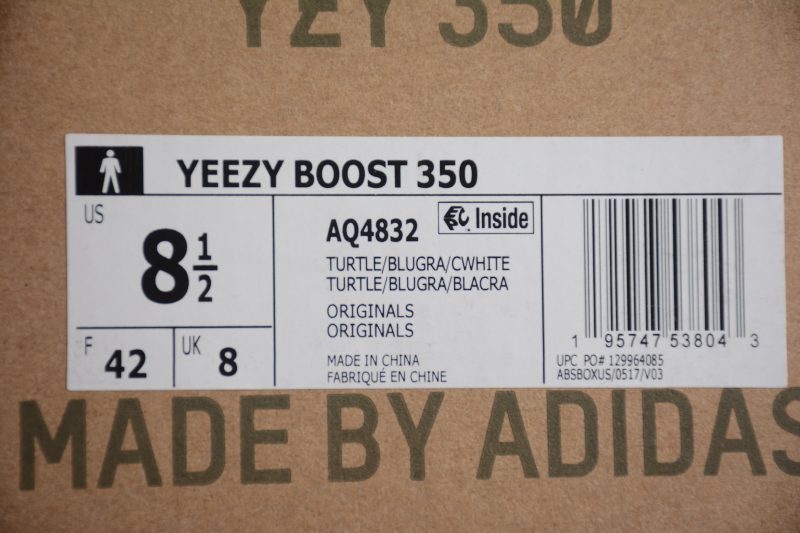 YZY 350
YEEZY BOOST 350
US
8 1/2
F 42
UK 8
AQ4832
Inside
TURTLE/BLUGRA/CWHITE
TURTLE/BLUGRA/BLACRA
ORIGINALS
ORIGINALS
MADE IN CHINA
FABRIQUÉ EN CHINE
1 95747 53804 3
UPC PO# 129964085
ABSBOXUS/0517/V03
MADE BY ADIDAS